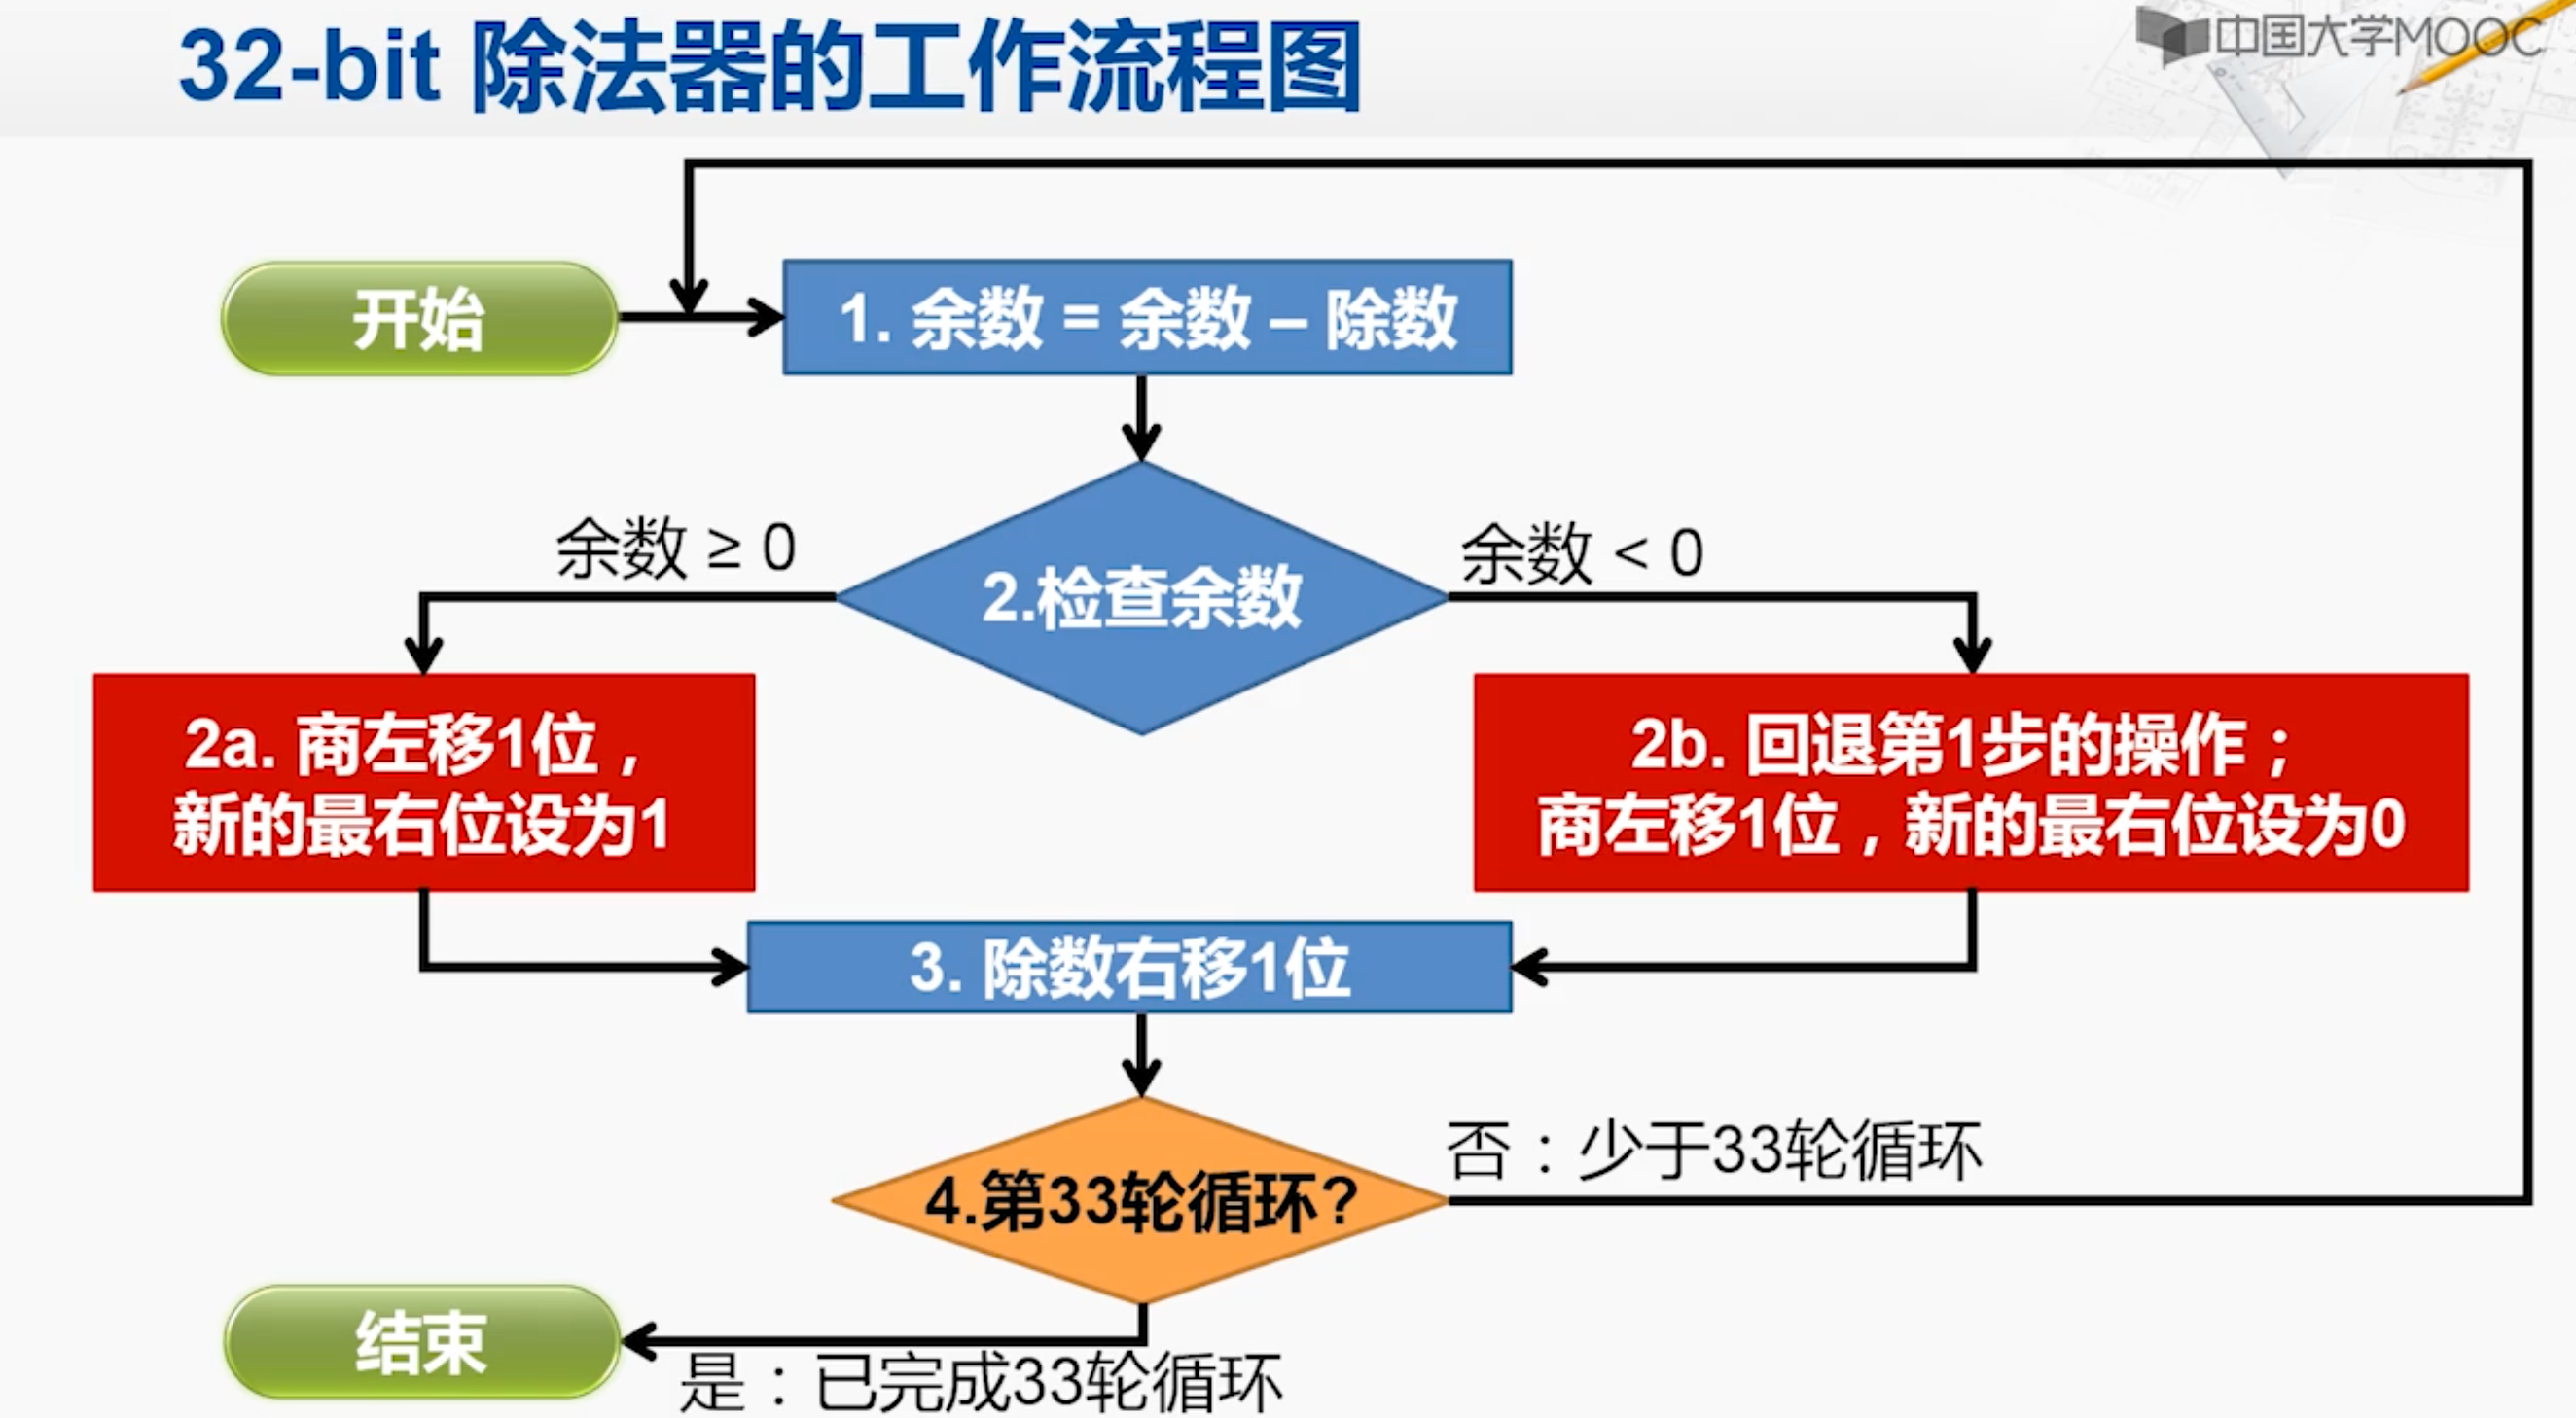 32-bit 除法器的工作流程图
中国大学MOOC
开始
1. 余数 = 余数 – 除数
2.检查余数
余数 ≥ 0
余数 < 0
2a. 商左移1位，
新的最右位设为1
2b. 回退第1步的操作；
商左移1位，新的最右位设为0
3. 除数右移1位
4.第33轮循环?
否：少于33轮循环
结束
是：已完成33轮循环